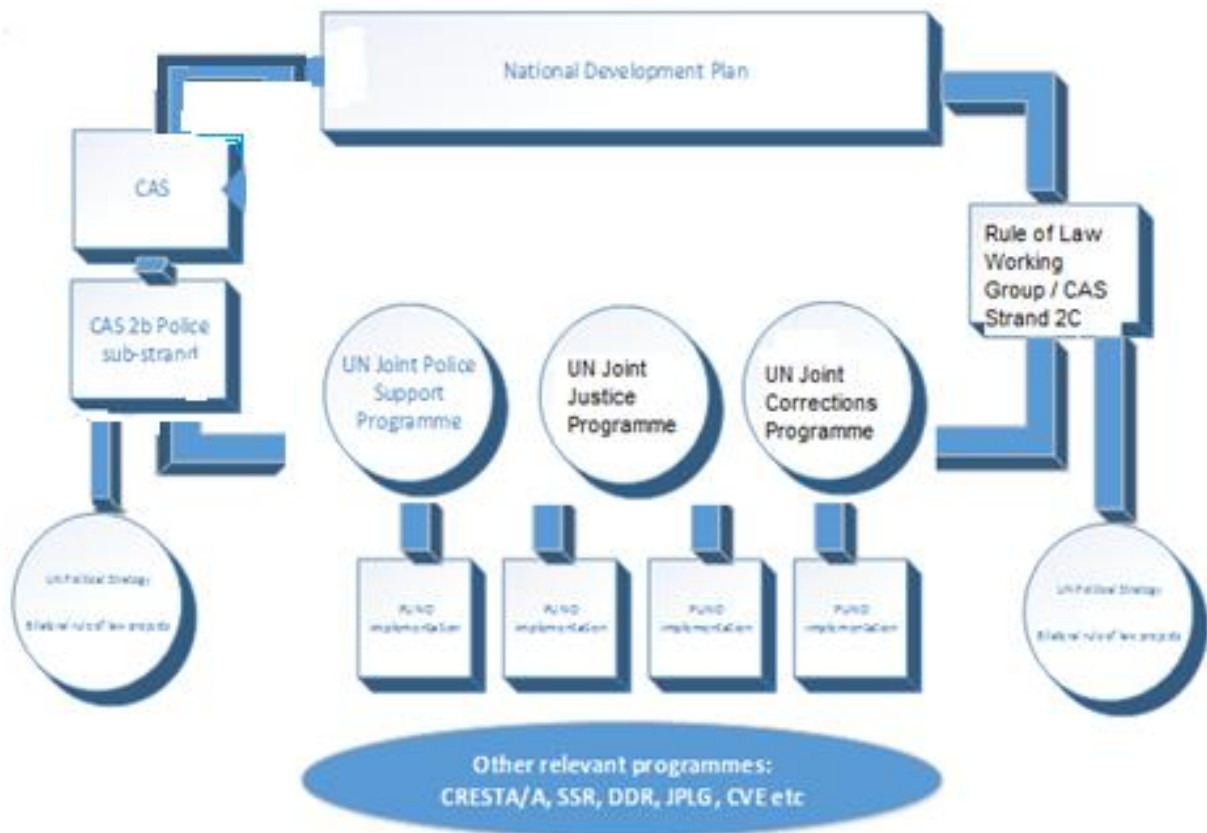 National Development Plan
CAS
Rule of Law
Working
Group / CAS
Strand 2C
CAS 2b Police
sub-strand
UN Joint Police
Support
Programme
UN Joint
Justice
Programme
UN Joint
Corrections
Programme
UN Political Strategy
Bilateral rule of law projects
PUNO
implementation
PUNO
implementation
PUNO
implementation
PUNO
implementation
UN Political Strategy
Bilateral rule of law projects
Other relevant programmes:
CRESTA/A, SSR, DDR, JPLG, CVE etc